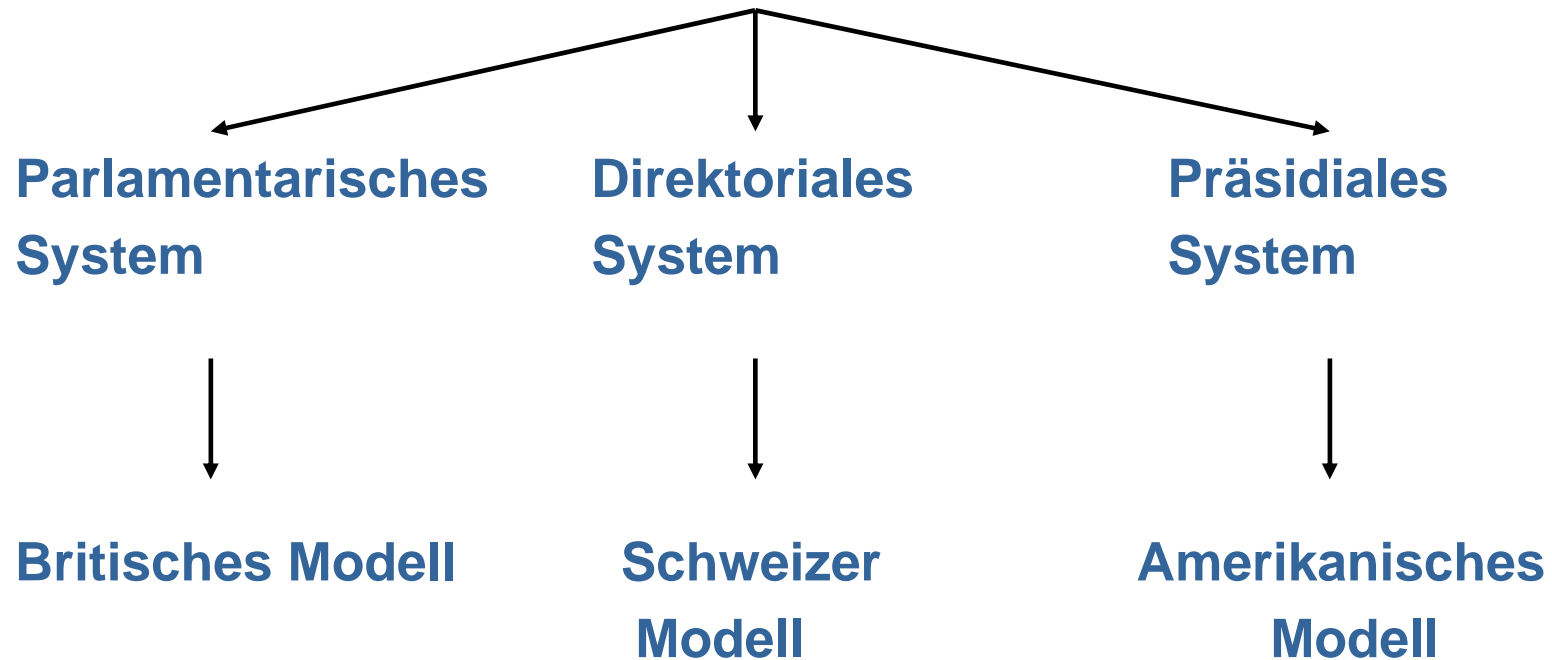 Parlamentarisches
System
Direktoriales
System
Präsidiales
System
Britisches Modell
Schweizer
Modell
Amerikanisches
Modell